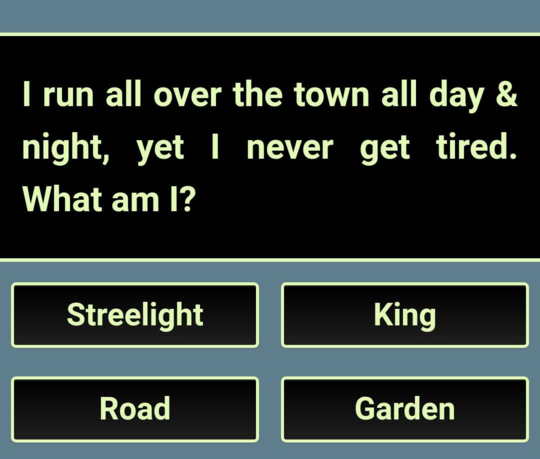 I run all over the town all day &
night, yet I never get tired.
What am I?
Streelight
King
Road
Garden